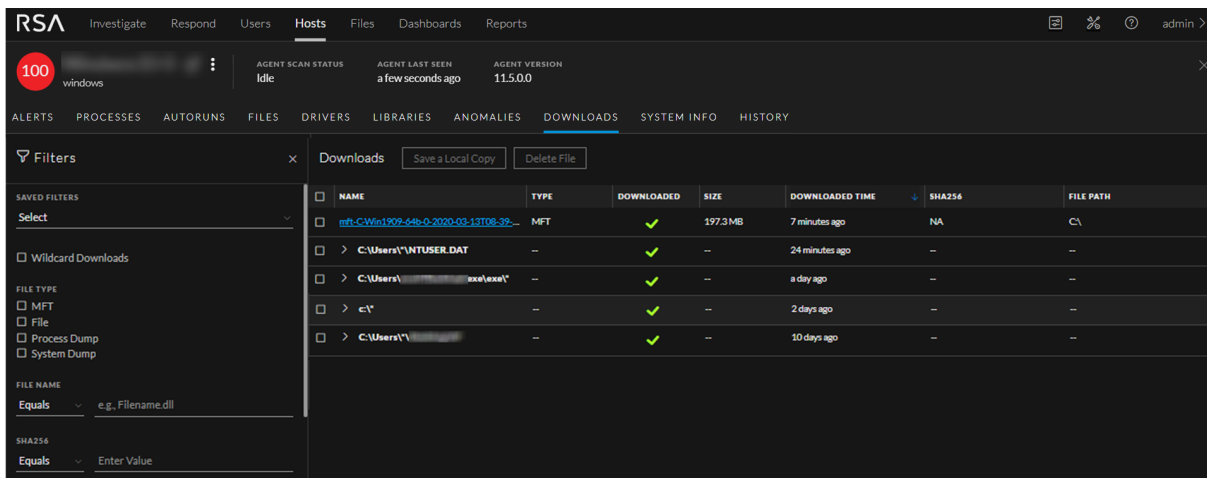 RSA Investigate Respond Users Hosts Files Dashboards Reports admin
100
AGENT SCAN STATUS AGENT LAST SEEN AGENT VERSION
windows Idle a few seconds ago 11.5.0.0
ALERTS PROCESSES AUTORUNS FILES DRIVERS LIBRARIES ANOMALIES DOWNLOADS SYSTEM INFO HISTORY
Filters
SAVED FILTERS
Select
Wildcard Downloads
FILE TYPE
MFT
File
Process Dump
System Dump
FILE NAME
Equals e.g., Filename.dll
SHA256
Equals Enter Value
Downloads Save a Local Copy Delete File
NAME TYPE DOWNLOADED SIZE DOWNLOADED TIME SHA256 FILE PATH
mft-C-Win1909-64b-0-2020-03-13T08-39-... MFT 197.3 MB 7 minutes ago NA C:\
C:\Users\*\NTUSER.DAT -- -- 24 minutes ago -- --
C:\Users\ exe\exe\* -- -- a day ago -- --
c:\* -- -- 2 days ago -- --
C:\Users\*\ -- -- 10 days ago -- --